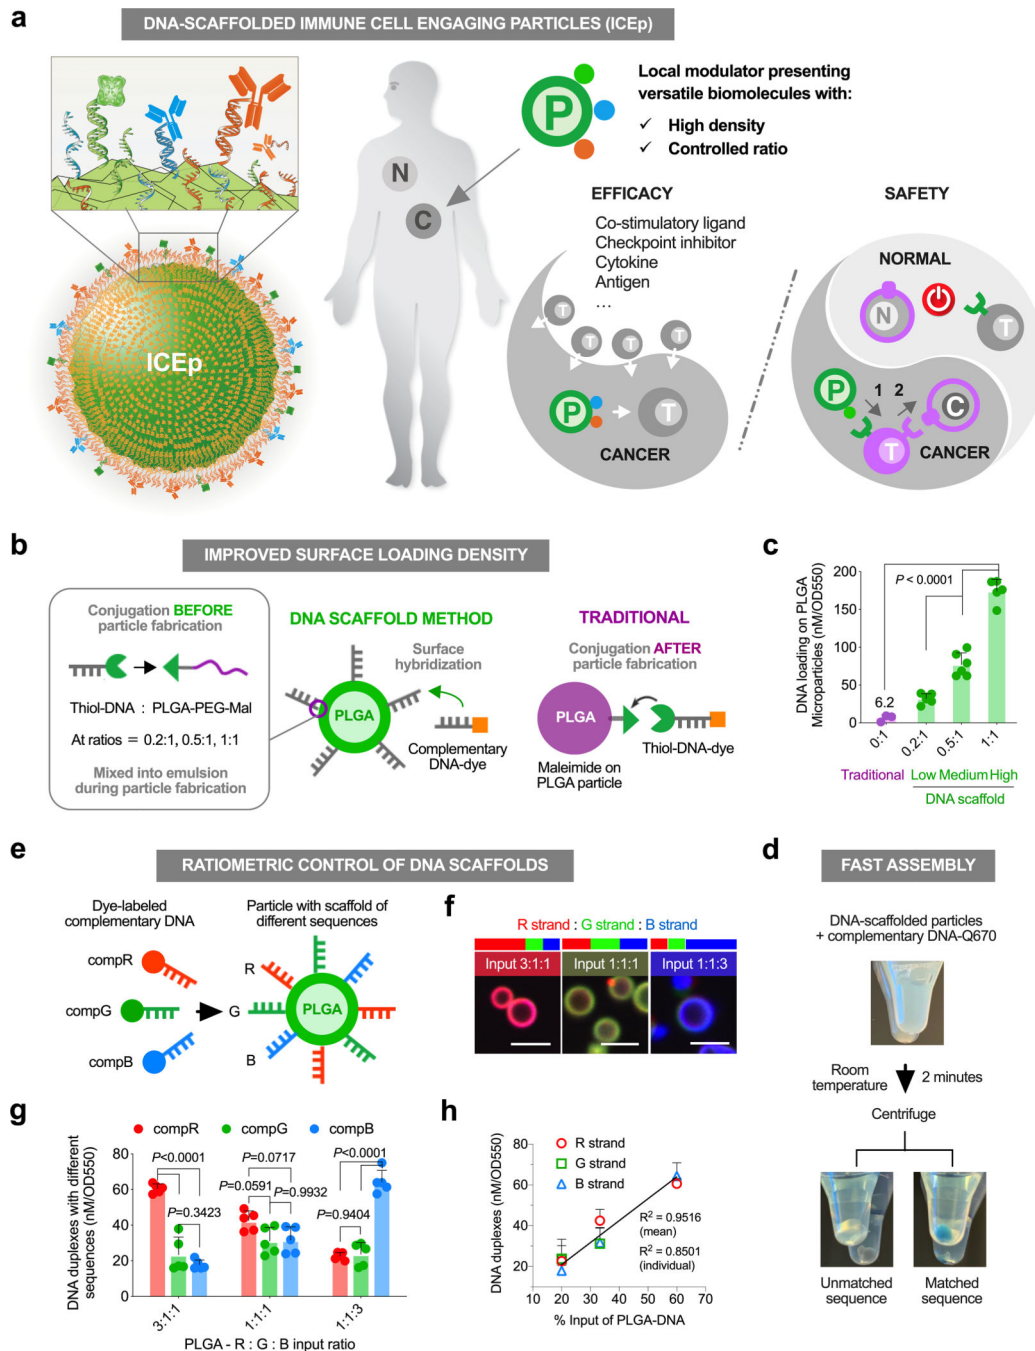 a
DNA-SCAFFOLDED IMMUNE CELL ENGAGING PARTICLES (ICEp)
ICEp
N
C
P
Local modulator presenting
versatile biomolecules with:
✓ High density
✓ Controlled ratio
EFFICACY
Co-stimulatory ligand
Checkpoint inhibitor
Cytokine
Antigen
...
T
T
T
T
P
T
CANCER
SAFETY
NORMAL
N
T
P
1
2
C
T
CANCER
b
IMPROVED SURFACE LOADING DENSITY
Conjugation BEFORE
particle fabrication
Thiol-DNA : PLGA-PEG-Mal
At ratios = 0.2:1, 0.5:1, 1:1
Mixed into emulsion
during particle fabrication
DNA SCAFFOLD METHOD
Surface
hybridization
PLGA
Complementary
DNA-dye
TRADITIONAL
Conjugation AFTER
particle fabrication
PLGA
Maleimide on
PLGA particle
Thiol-DNA-dye
c
DNA loading on PLGA
Microparticles (nM/OD550)
200
150
100
50
0
P < 0.0001
6.2
0:1
0.2:1
0.5:1
1:1
Traditional
Low Medium High
DNA scaffold
e
RATIOMETRIC CONTROL OF DNA SCAFFOLDS
Dye-labeled
complementary DNA
compR
compG
compB
Particle with scaffold
of different sequences
R
G
B
PLGA
f
R strand : G strand : B strand
Input 3:1:1
Input 1:1:1
Input 1:1:3
d
FAST ASSEMBLY
DNA-scaffolded particles
+ complementary DNA-Q670
Room
temperature
2 minutes
Centrifuge
Unmatched
sequence
Matched
sequence
g
compR
compG
compB
DNA duplexes with different
sequences (nM/OD550)
80
60
40
20
0
P<0.0001
P=0.3423
P=0.0717
P=0.0591
P=0.9932
<0.0001
P=0.9404
3:1:1
1:1:1
1:1:3
PLGA - R : G : B input ratio
h
DNA duplexes (nM/OD550)
80
60
40
20
R strand
G strand
B strand
R² = 0.9516
(mean)
R² = 0.8501
(individual)
10 20 30 40 50 60 70
% Input of PLGA-DNA